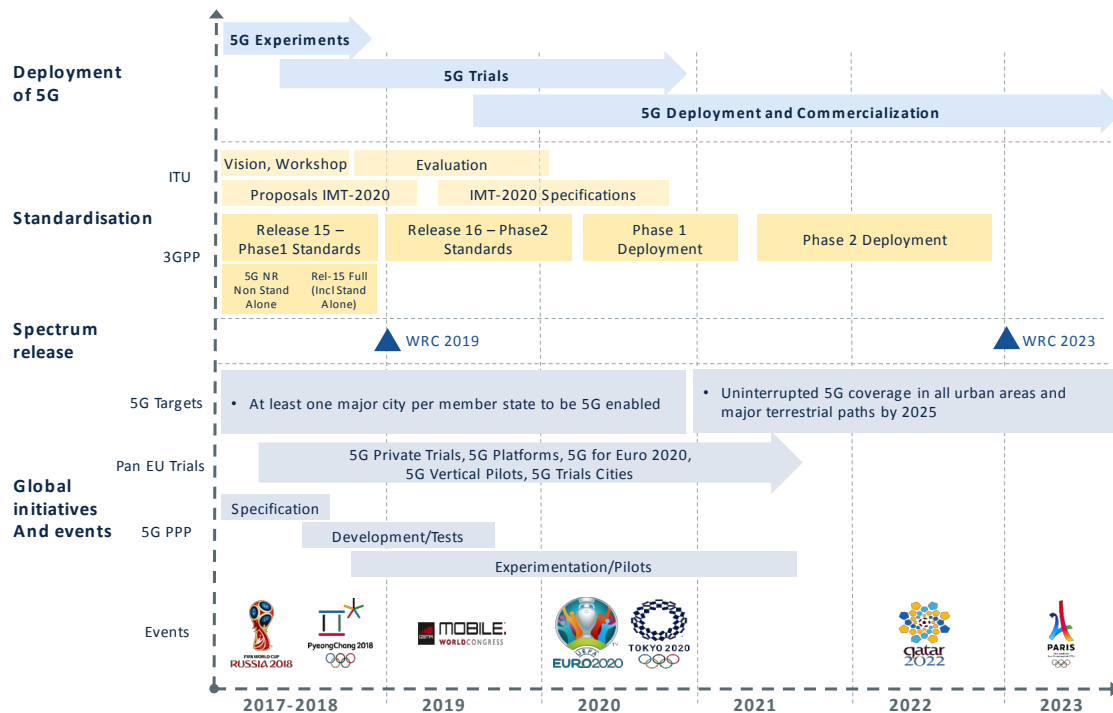 5G Experiments
Deployment
of 5G
5G Trials
5G Deployment and Commercialization
Vision, Workshop
Evaluation
ITU
Proposals IMT-2020
IMT-2020 Specifications
Standardisation
3GPP
Release 15 –
Phase1 Standards
Release 16 – Phase2
Standards
Phase 1
Deployment
Phase 2 Deployment
5G NR
Non Stand
Alone
Rel-15 Full
(Incl Stand
Alone)
Spectrum
release
WRC 2019
WRC 2023
5G Targets
• At least one major city per member state to be 5G enabled
• Uninterrupted 5G coverage in all urban areas and
major terrestrial paths by 2025
Pan EU Trials
5G Private Trials, 5G Platforms, 5G for Euro 2020,
5G Vertical Pilots, 5G Trials Cities
Global
initiatives
And events
5G PPP
Specification
Development/Tests
Experimentation/Pilots
Events
FIFA WORLD CUP
RUSSIA 2018
PyeongChang 2018
GSMA
MOBILE
WORLD CONGRESS
UEFA
EURO2020
TOKYO 2020
qatar
2022
PARIS
2017-2018
2019
2020
2021
2022
2023